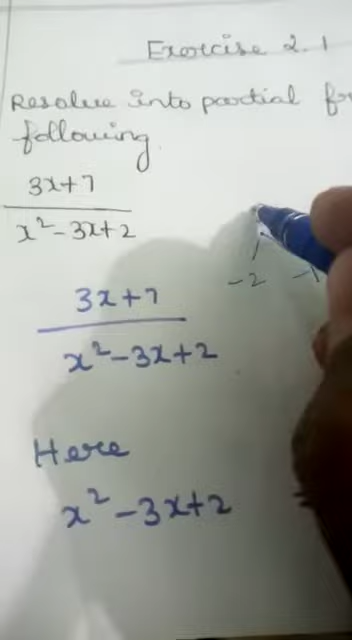 Exercise 2.1
Resolve into partial
following
3x+7
x² - 3x + 2
-2 -1
3x+7
x² - 3x + 2
Here
x² - 3x + 2